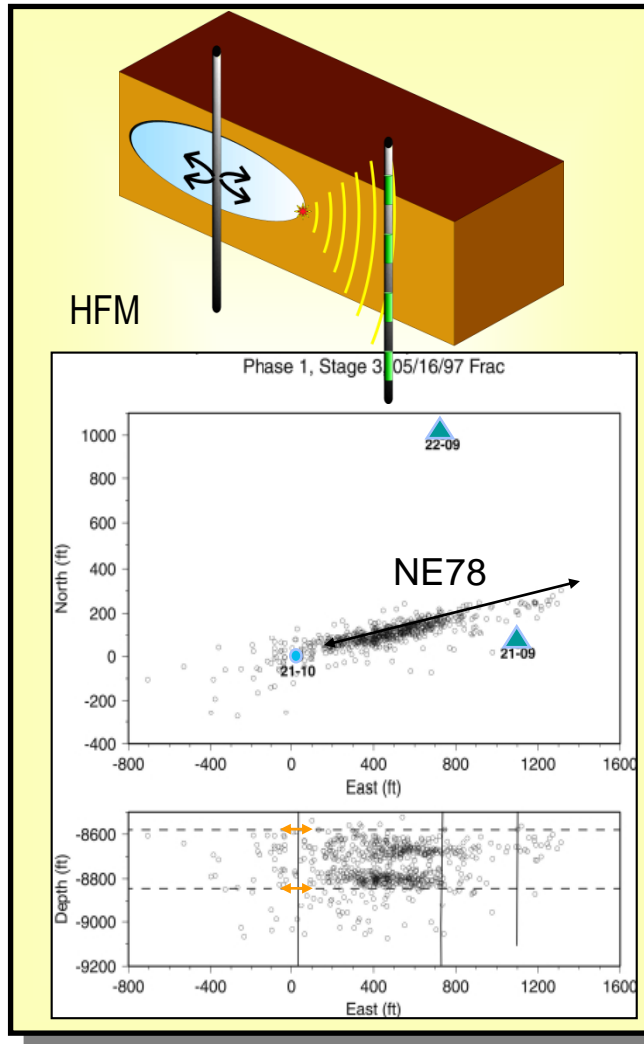 HFM
Phase 1, Stage 3, 05/16/97 Frac
1000
800
600
400
200
0
-200
-400
North (ft)
22-09
NE78
21-10
21-09
-800 -400 0 400 800 1200 1600
East (ft)
-8600
-8800
-9000
-9200
Depth (ft)
-800 -400 0 400 800 1200 1600
East (ft)